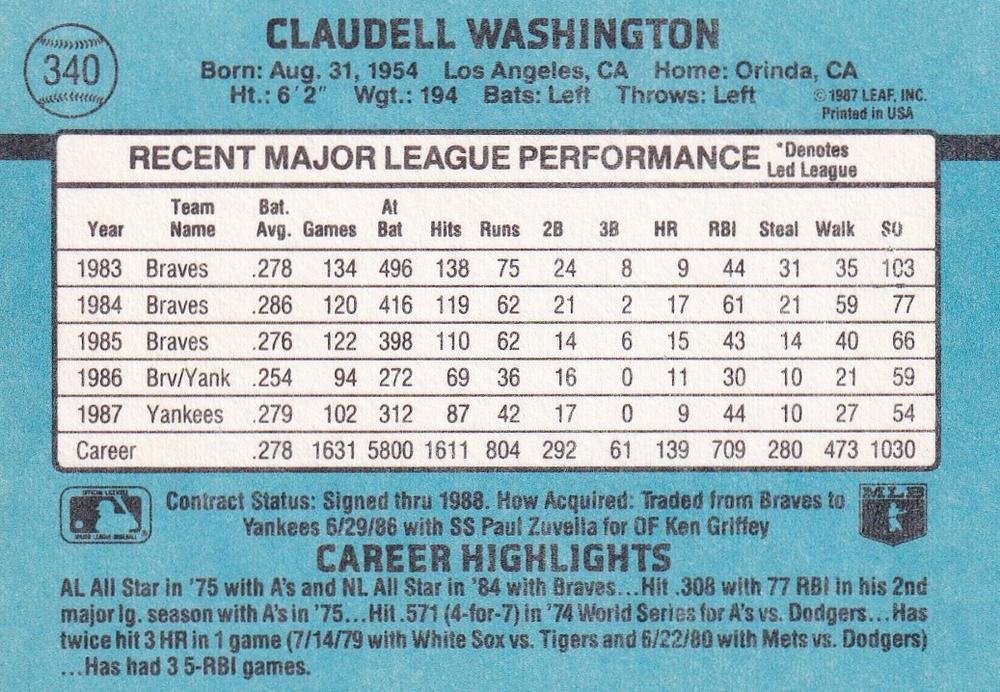 CLAUDELL WASHINGTON
340
Born: Aug. 31, 1954 Los Angeles, CA Home: Orinda, CA
Ht.: 6'2" Wgt.: 194 Bats: Left Throws: Left
© 1987 LEAF, INC.
Printed in USA
RECENT MAJOR LEAGUE PERFORMANCE *Denotes Led League
Year Team Name Bat. Avg. Games At Bat Hits Runs 2B 3B HR RBI Steal Walk SO
1983 Braves .278 134 496 138 75 24 8 9 44 31 35 103
1984 Braves .286 120 416 119 62 21 2 17 61 21 59 77
1985 Braves .276 122 398 110 62 14 6 15 43 14 40 66
1986 Brv/Yank .254 94 272 69 36 16 0 11 30 10 21 59
1987 Yankees .279 102 312 87 42 17 0 9 44 10 27 54
Career .278 1631 5800 1611 804 292 61 139 709 280 473 1030
Contract Status: Signed thru 1988. How Acquired: Traded from Braves to
Yankees 6/29/86 with SS Paul Zuvella for OF Ken Griffey
MLB
CAREER HIGHLIGHTS
AL All Star in '75 with A's and NL All Star in '84 with Braves...Hit .308 with 77 RBI in his 2nd
major lg. season with A's in '75...Hit .571 (4-for-7) in '74 World Series for A's vs. Dodgers...Has
twice hit 3 HR in 1 game (7/14/79 with White Sox vs. Tigers and 6/22/80 with Mets vs. Dodgers)
...Has had 3 5-RBI games.